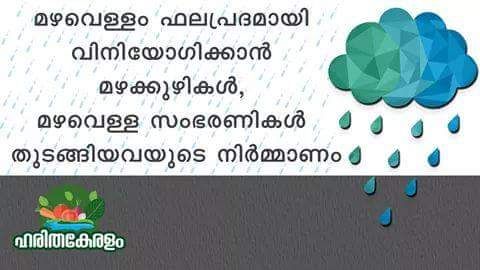 മഴവെള്ളം ഫലപ്രദമായി
വിനിയോഗിക്കാൻ
മഴക്കുഴികൾ,
മഴവെള്ള സംഭരണികൾ
തുടങ്ങിയവയുടെ നിർമ്മാണം
ഹരിതകേരളം